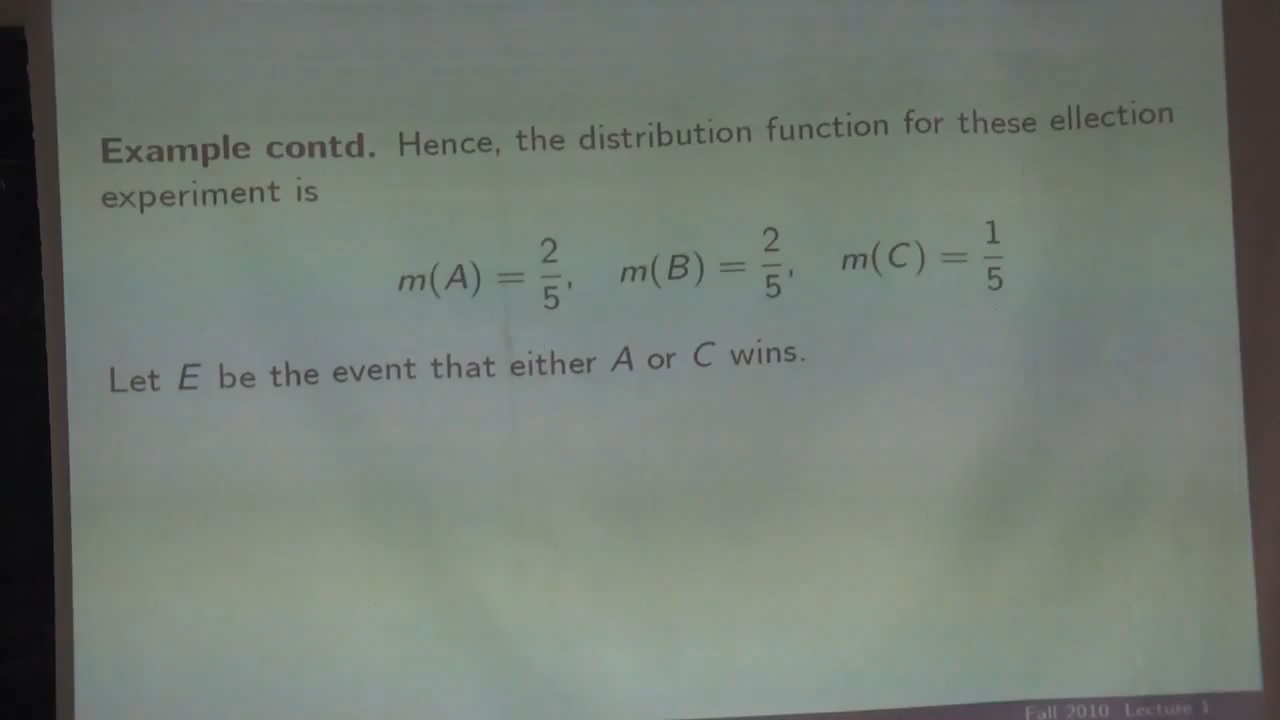 Example contd. Hence, the distribution function for these ellection
experiment is
m(A) = 2/5, m(B) = 2/5, m(C) = 1/5
Let E be the event that either A or C wins.
Fall 2010 Lecture 1